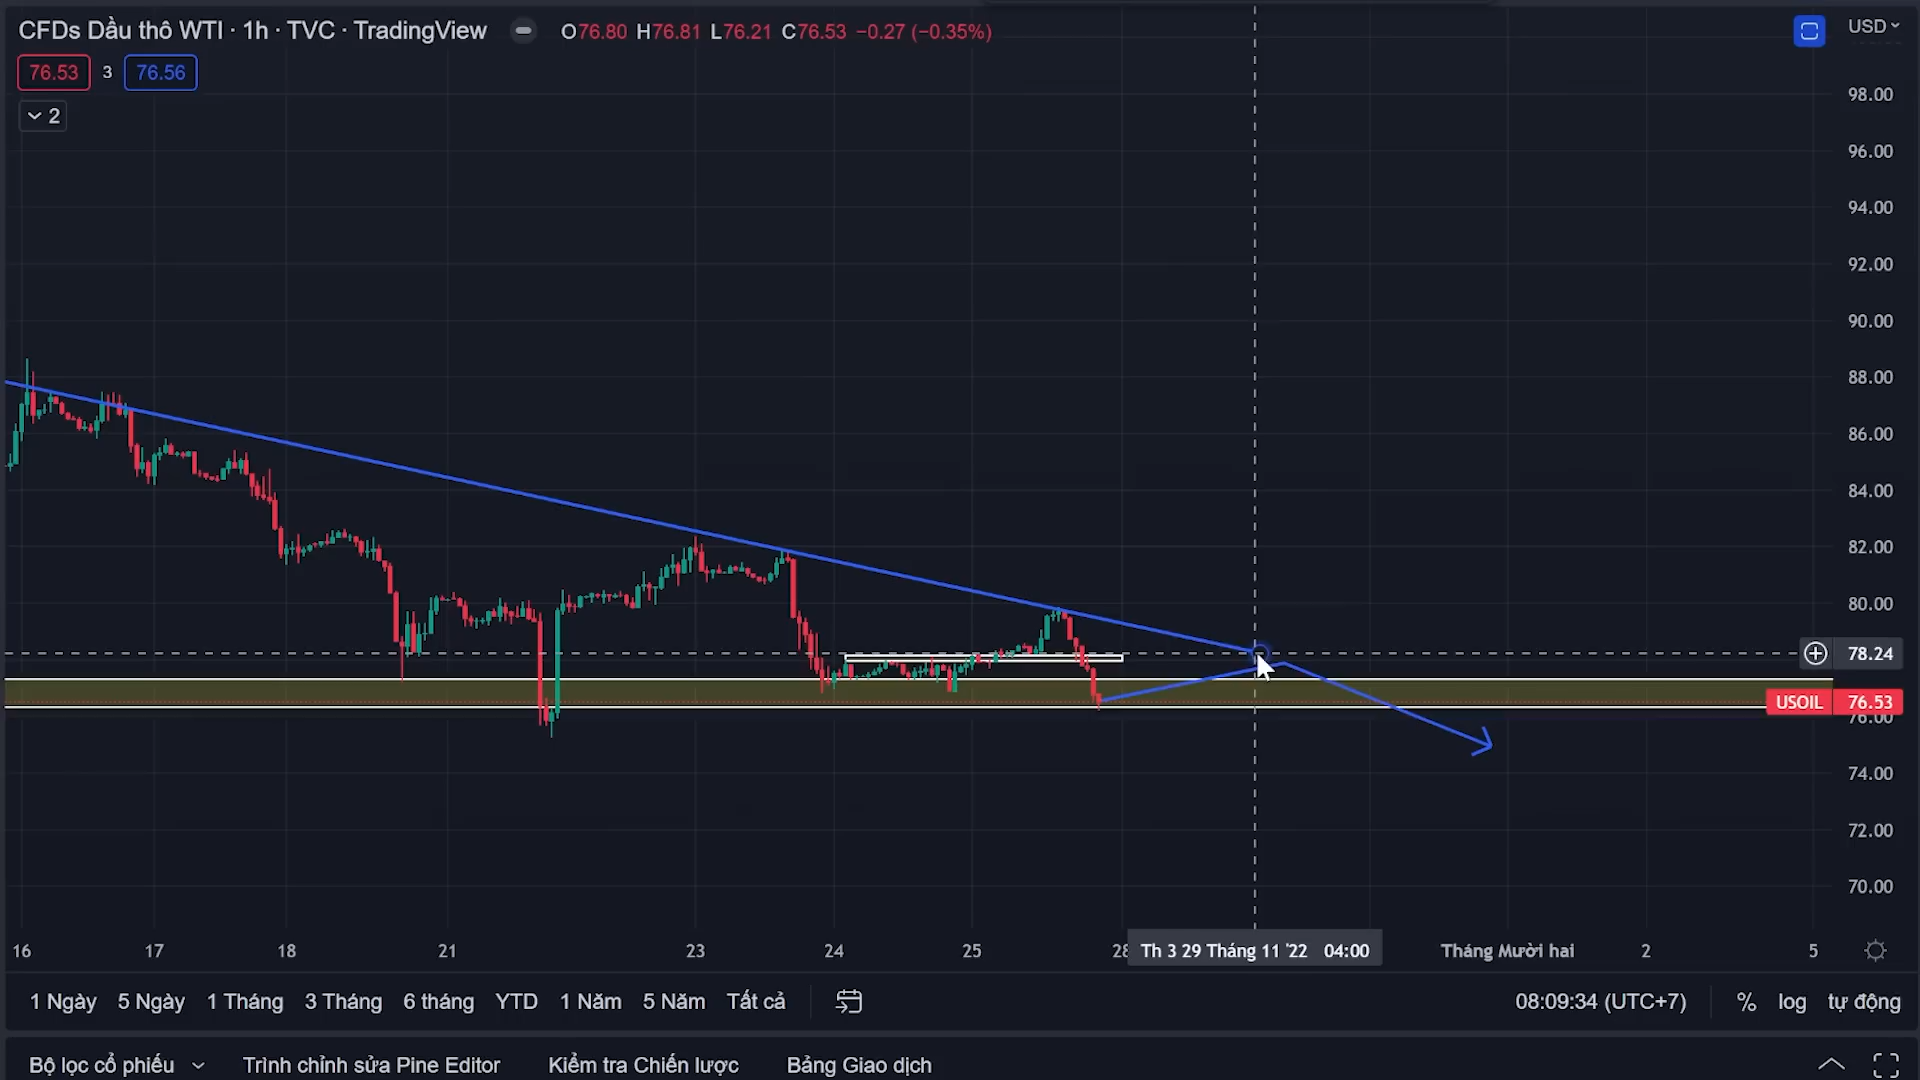 CFDs Dầu thô WTI · 1h · TVC · TradingView O76.80 H76.81 L76.21 C76.53 −0.27 (−0.35%) USD
76.53 3 76.56
2
98.00
96.00
94.00
92.00
90.00
88.00
86.00
84.00
82.00
80.00
78.24
USOIL 76.53
76.00
74.00
72.00
70.00
16 17 18 21 23 24 25 28 Th 3 29 Tháng 11 '22 04:00 Tháng Mười hai 2 5
1 Ngày 5 Ngày 1 Tháng 3 Tháng 6 tháng YTD 1 Năm 5 Năm Tất cả 08:09:34 (UTC+7) % log tự động
Bộ lọc cổ phiếu Trình chỉnh sửa Pine Editor Kiểm tra Chiến lược Bảng Giao dịch